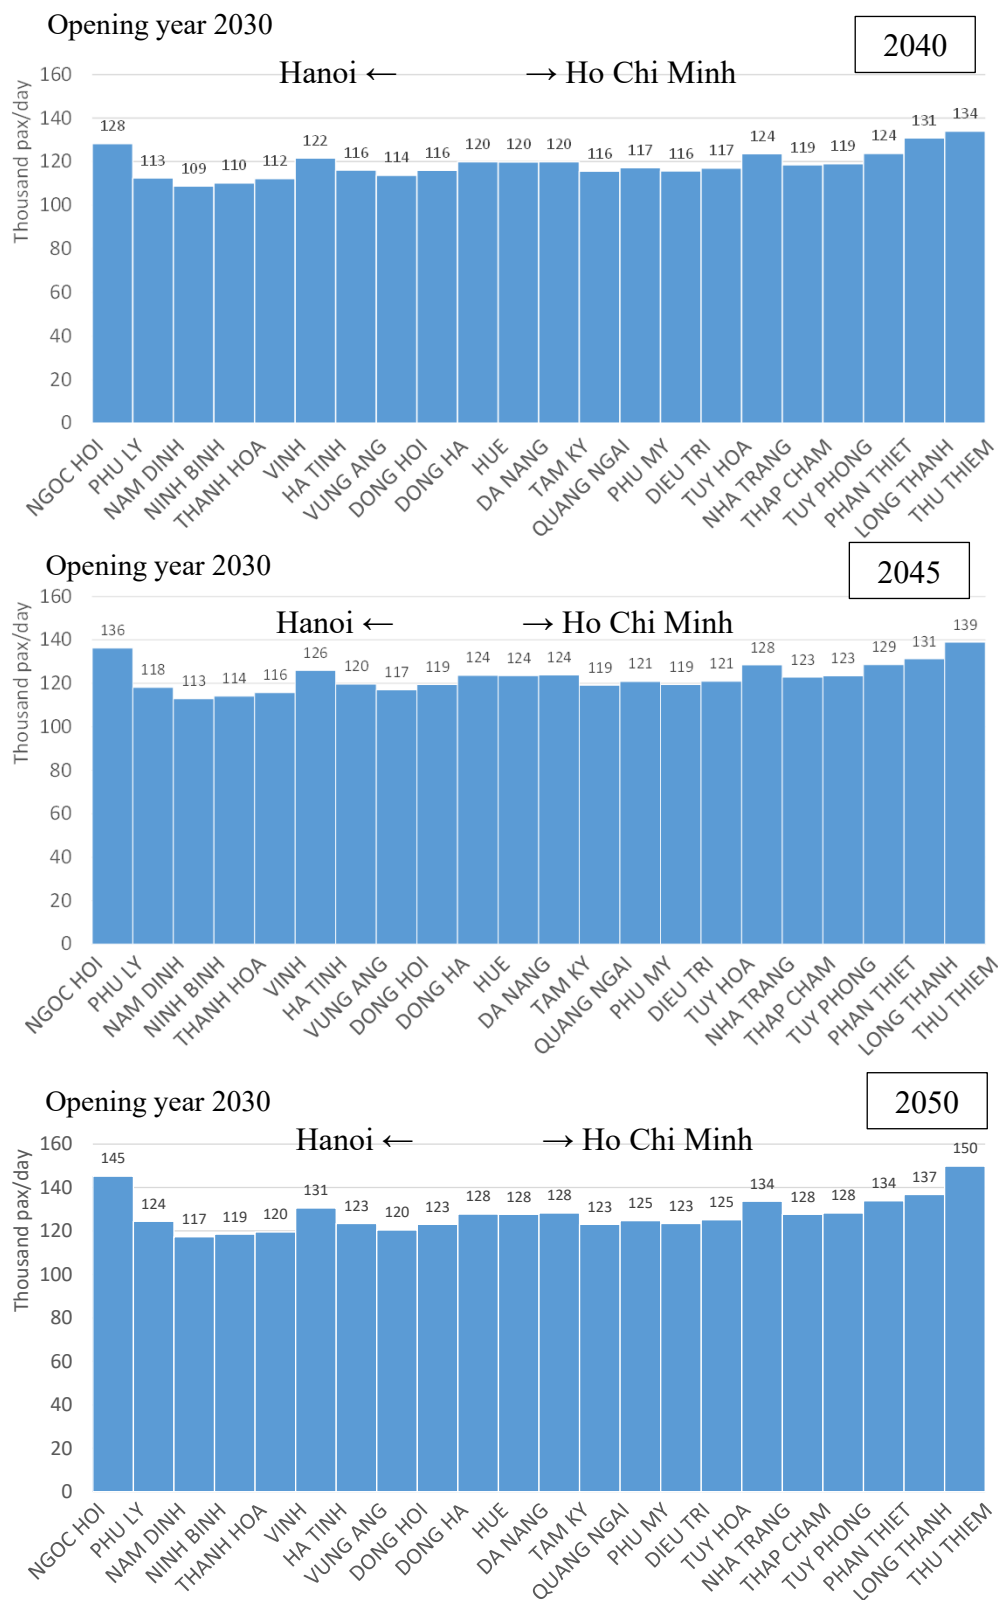 Opening year 2030
2040
Hanoi ← → Ho Chi Minh
Thousand pax/day
160
140
120
100
80
60
40
20
0
128 113 109 110 112 122 116 114 116 120 120 120 116 117 116 117 124 119 119 124 131 134
NGOC HOI
PHU LY
NAM DINH
NINH BINH
THANH HOA
VINH
HA TINH
VUNG ANG
DONG HOI
DONG HA
HUE
DA NANG
TAM KY
QUANG NGAI
PHU MY
DIEU TRI
TUY HOA
NHA TRANG
THAP CHAM
TUY PHONG
PHAN THIET
LONG THANH
THU THIEM
Opening year 2030
2045
Hanoi ← → Ho Chi Minh
Thousand pax/day
160
140
120
100
80
60
40
20
0
136 118 113 114 116 126 120 117 119 124 124 124 119 121 119 121 128 123 123 129 131 139
NGOC HOI
PHU LY
NAM DINH
NINH BINH
THANH HOA
VINH
HA TINH
VUNG ANG
DONG HOI
DONG HA
HUE
DA NANG
TAM KY
QUANG NGAI
PHU MY
DIEU TRI
TUY HOA
NHA TRANG
THAP CHAM
TUY PHONG
PHAN THIET
LONG THANH
THU THIEM
Opening year 2030
2050
Hanoi ← → Ho Chi Minh
Thousand pax/day
160
140
120
100
80
60
40
20
0
145 124 117 119 120 131 123 120 123 128 128 128 123 125 123 125 134 128 128 134 137 150
NGOC HOI
PHU LY
NAM DINH
NINH BINH
THANH HOA
VINH
HA TINH
VUNG ANG
DONG HOI
DONG HA
HUE
DA NANG
TAM KY
QUANG NGAI
PHU MY
DIEU TRI
TUY HOA
NHA TRANG
THAP CHAM
TUY PHONG
PHAN THIET
LONG THANH
THU THIEM